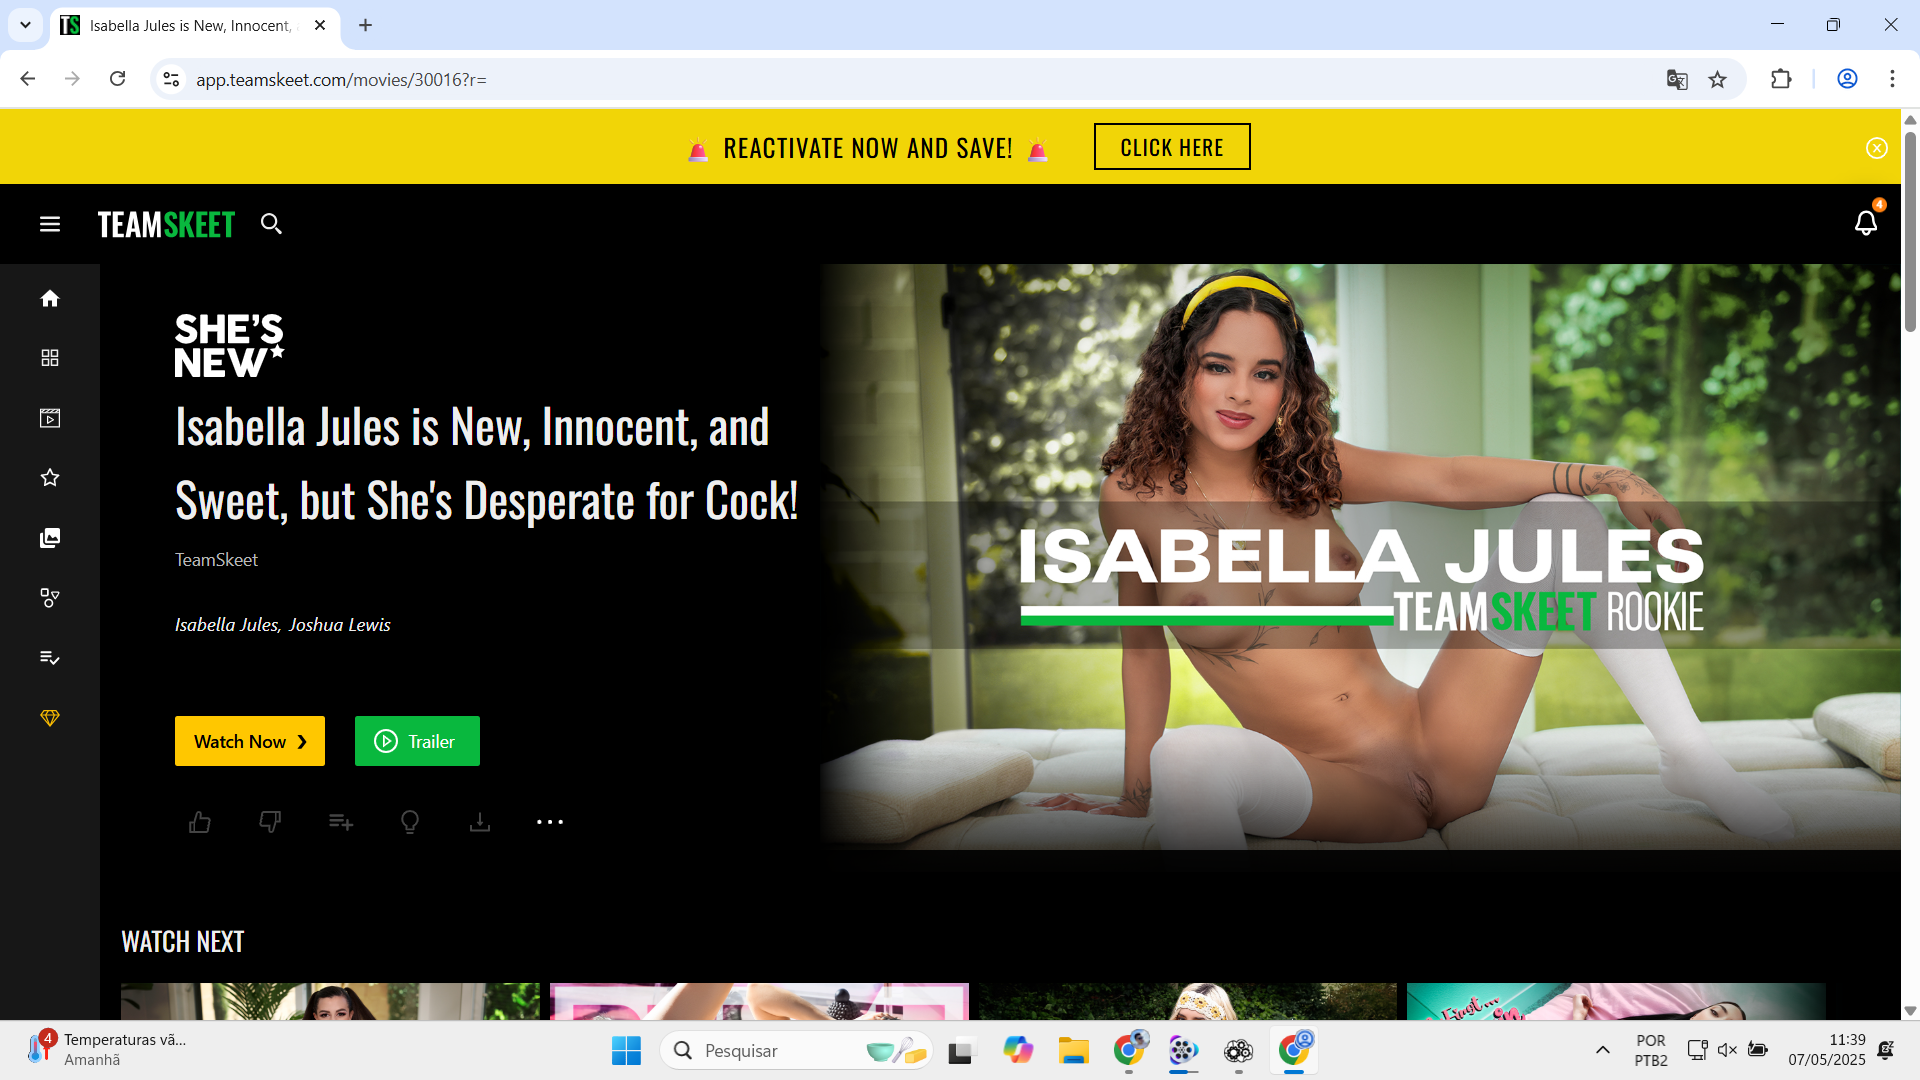 Isabella Jules is New, Innocent,
app.teamskeet.com/movies/30016?r=
REACTIVATE NOW AND SAVE!
CLICK HERE
TEAMSKEET
4
SHE'S
NEW
Isabella Jules is New, Innocent, and
Sweet, but She's Desperate for Cock!
TeamSkeet
Isabella Jules, Joshua Lewis
Watch Now
Trailer
ISABELLA JULES
TEAMSKEET ROOKIE
WATCH NEXT
4
Temperaturas vã...
Amanhã
Pesquisar
POR
PTB2
11:39
07/05/2025